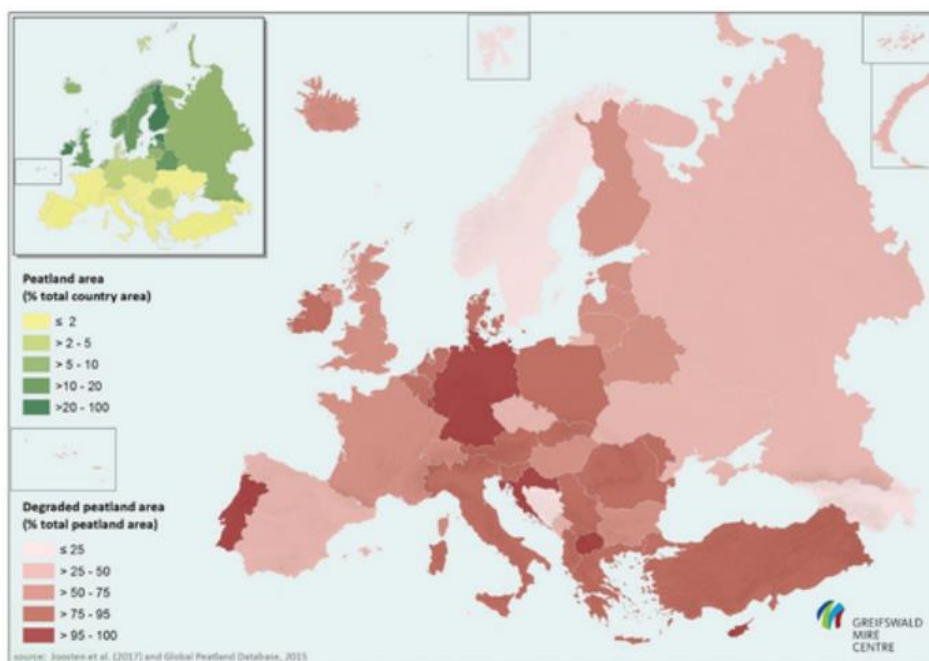 Peatland area
(% total country area)
≤ 2
> 2 - 5
> 5 - 10
>10 - 20
>20 - 100
Degraded peatland area
(% total peatland area)
≤ 25
> 25 - 50
> 50 - 75
> 75 - 95
> 95 - 100
GREIFSWALD
MIRE
CENTRE
source: Joosten et al. (2017) and Global Peatland Database, 2015